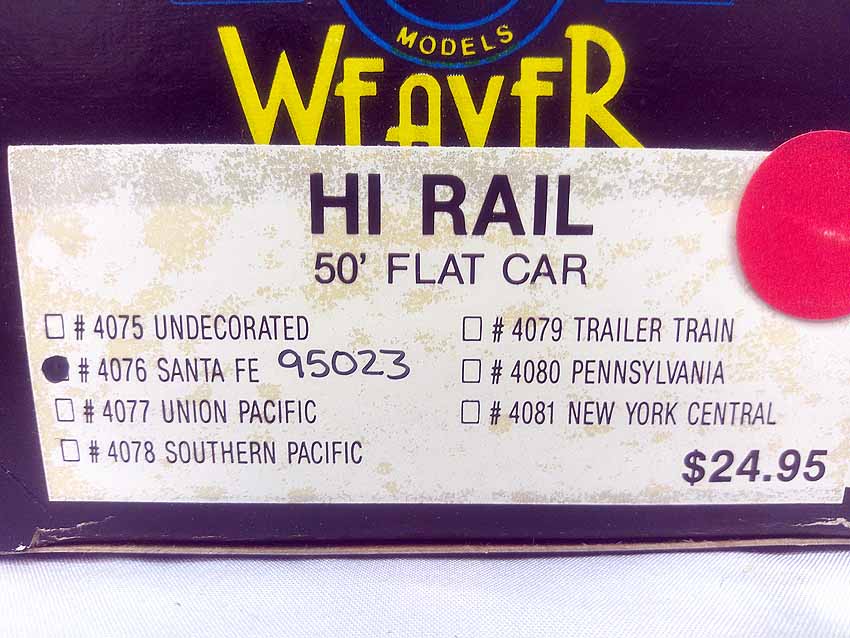 MODELS
WEAVER
HI RAIL
50' FLAT CAR
# 4075 UNDECORATED
# 4076 SANTA FE 95023
# 4077 UNION PACIFIC
# 4078 SOUTHERN PACIFIC
# 4079 TRAILER TRAIN
# 4080 PENNSYLVANIA
# 4081 NEW YORK CENTRAL
$24.95